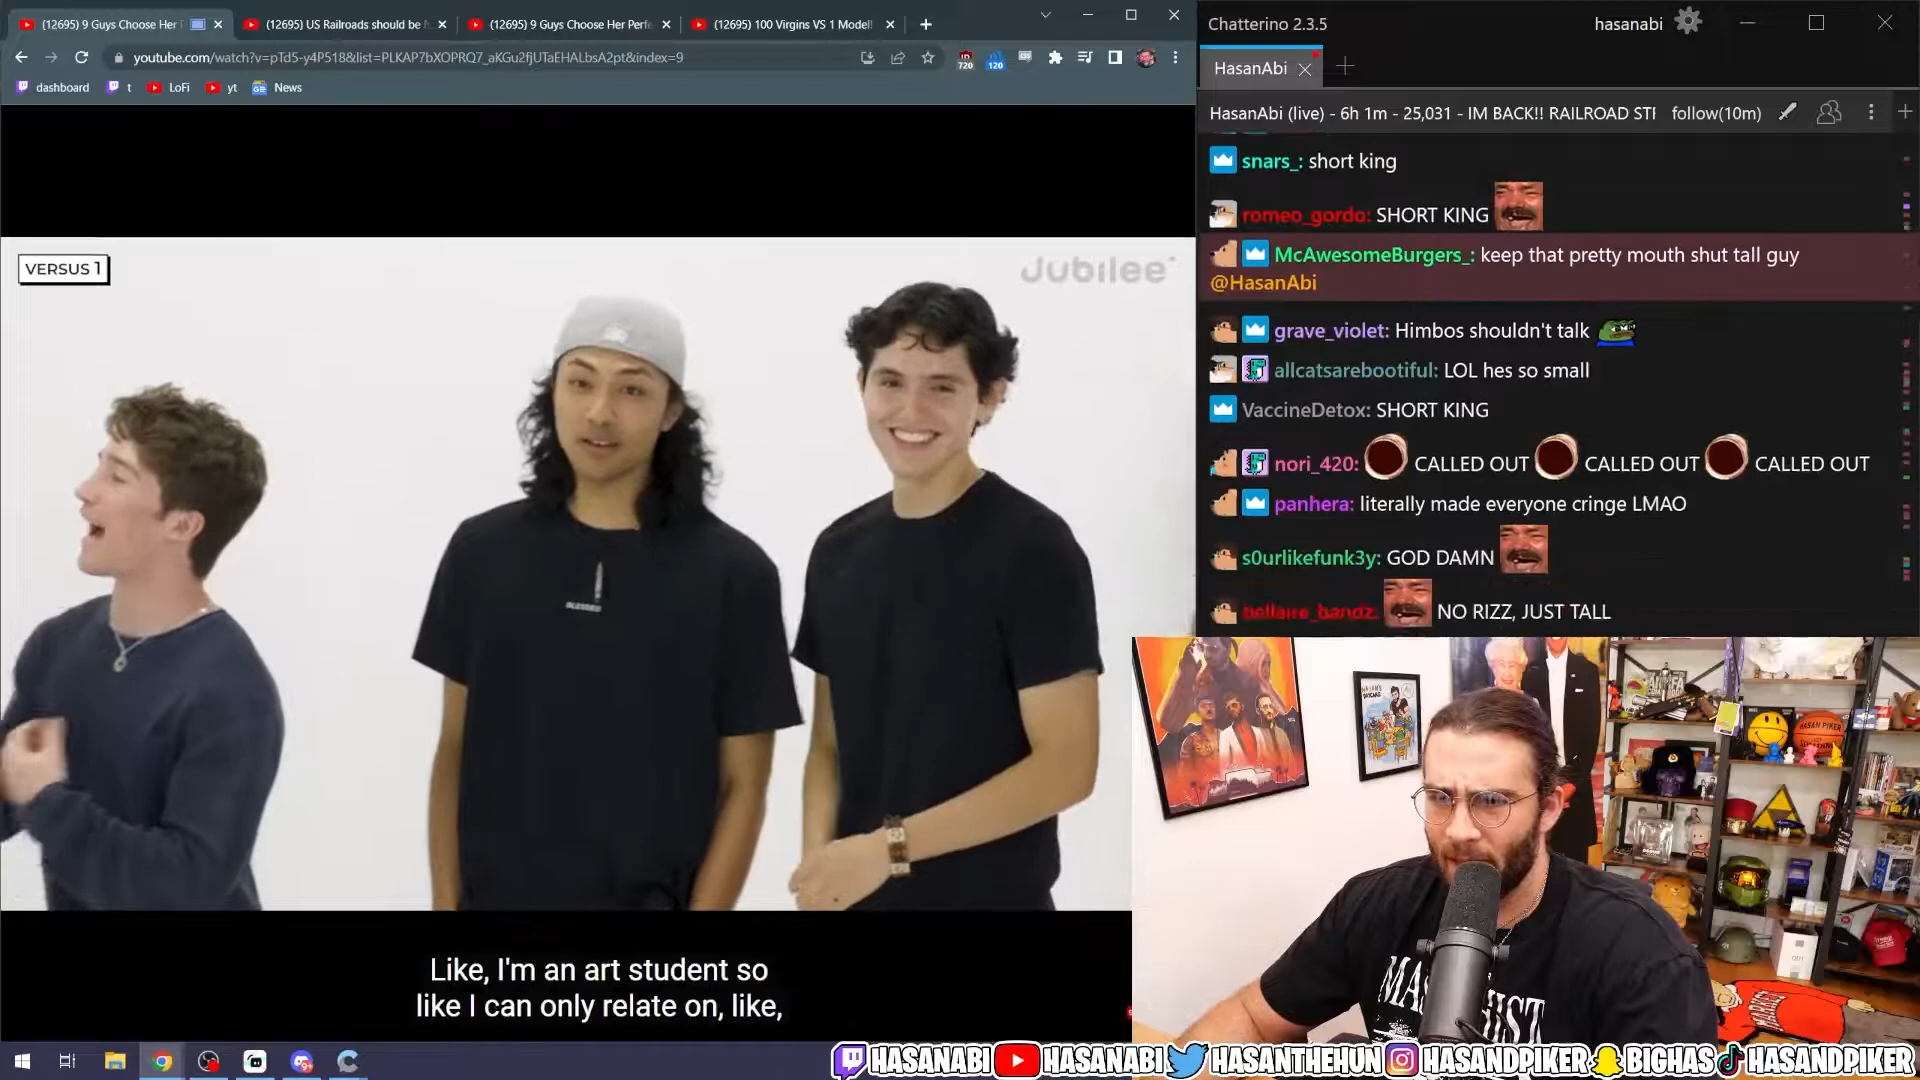 (12695) 9 Guys Choose Her
(12695) US Railroads should be
(12695) 9 Guys Choose Her Perfe
(12695) 100 Virgins VS 1 Model!
youtube.com/watch?v=pTd5-y4P518&list=PLKAP7bXOPRQ7_aKGu2fjUTaEHALbsA2pt&index=9
720
120
dashboard
t
LoFi
yt
News
VERSUS 1
Jubilee
BLESSED
Like, I'm an art student so
like I can only relate on, like,
Chatterino 2.3.5
hasanabi
HasanAbi
HasanAbi (live) - 6h 1m - 25,031 - IM BACK!! RAILROAD STI
follow(10m)
snars_: short king
romeo_gordo: SHORT KING
McAwesomeBurgers_: keep that pretty mouth shut tall guy
@HasanAbi
grave_violet: Himbos shouldn't talk
allcatsarebootiful: LOL hes so small
VaccineDetox: SHORT KING
nori_420: CALLED OUT CALLED OUT CALLED OUT
panhera: literally made everyone cringe LMAO
s0urlikefunk3y: GOD DAMN
bellaire_bandz: NO RIZZ, JUST TALL
HASAN PIKER
HASANABI
HASANABI
HASANTHEHUN
HASANDPIKER
BIGHAS
HASANDPIKER